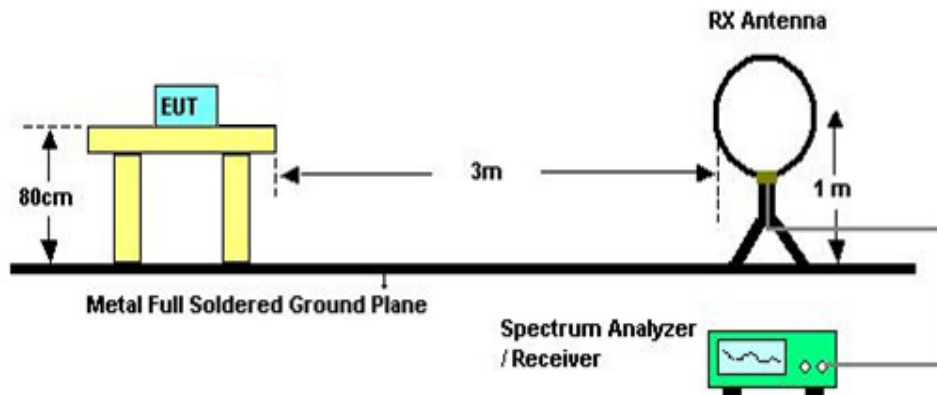 RX Antenna
EUT
3m
80cm
1 m
Metal Full Soldered Ground Plane
Spectrum Analyzer
/ Receiver